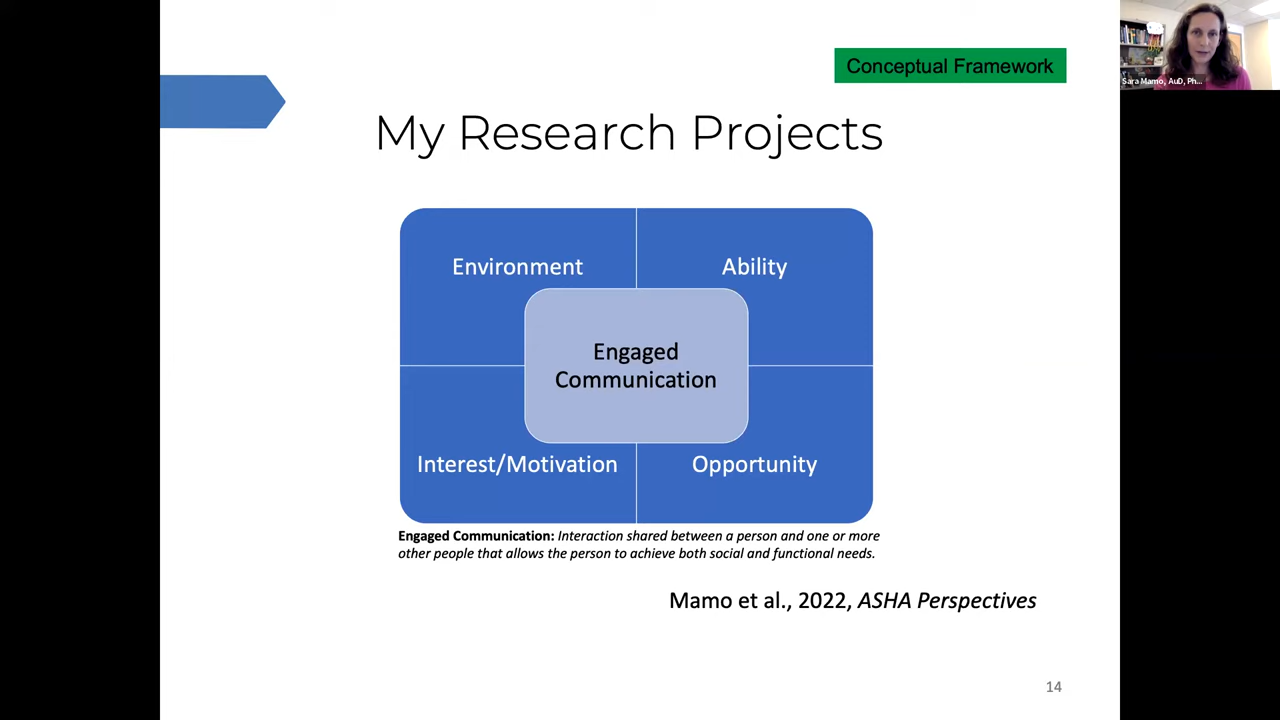 Conceptual Framework
Sara Mamo, AuD, Ph...
My Research Projects
Environment
Ability
Engaged
Communication
Interest/Motivation
Opportunity
Engaged Communication: Interaction shared between a person and one or more
other people that allows the person to achieve both social and functional needs.
Mamo et al., 2022, ASHA Perspectives
14